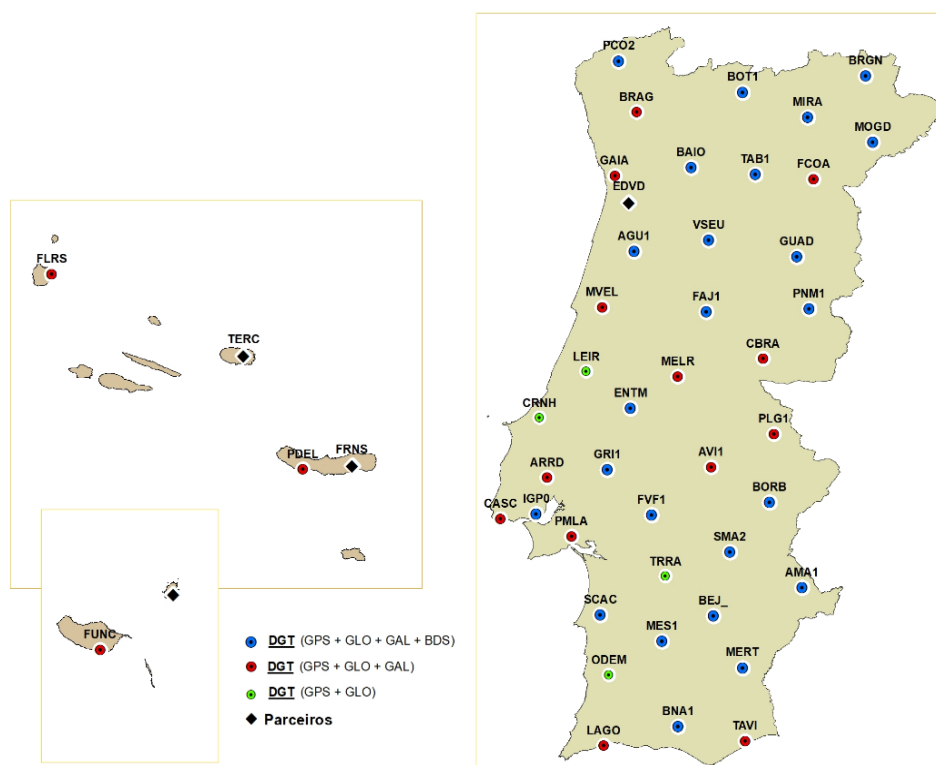 FLRS
TERC
PDEL
FRNS
FUNC
DGT (GPS + GLO + GAL + BDS)
DGT (GPS + GLO + GAL)
DGT (GPS + GLO)
Parceiros
PCO2
BRGN
BOT1
BRAG
MIRA
MOGD
BAIO
TAB1
GAIA
FCOA
EDVD
VSEU
AGU1
GUAD
MVEL
FAJ1
PNM1
CBRA
LEIR
MELR
ENTM
CRNH
PLG1
ARRD
GRI1
AVI1
BORB
CASC
IGP0
FVF1
PMLA
SMA2
TRRA
AMA1
SCAC
BEJ_
MES1
MERT
ODEM
BNA1
TAVI
LAGO